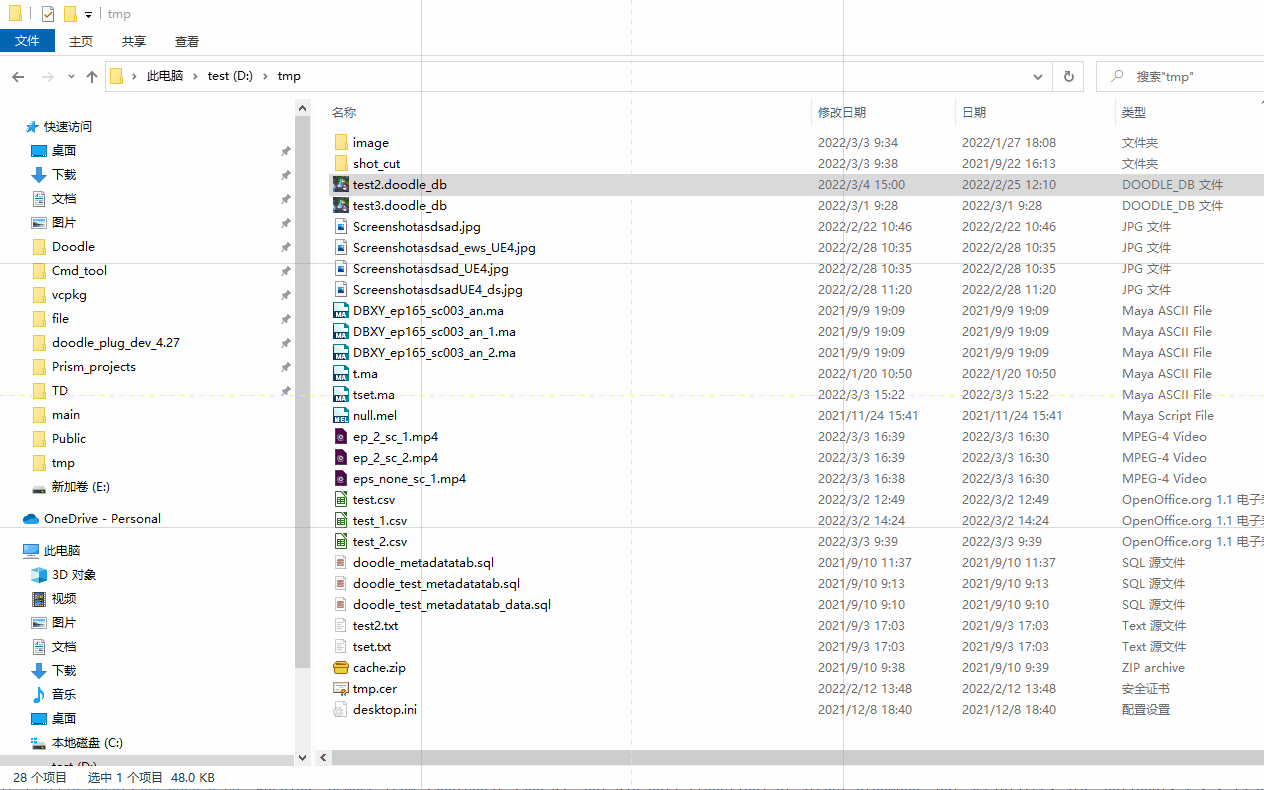 tmp
文件 主页 共享 查看
此电脑 test (D:) tmp 搜索"tmp"
快速访问
桌面
下载
文档
图片
Doodle
Cmd_tool
vcpkg
file
doodle_plug_dev_4.27
Prism_projects
TD
main
Public
tmp
新加卷 (E:)
OneDrive - Personal
此电脑
3D 对象
视频
图片
文档
下载
音乐
桌面
本地磁盘 (C:)
test (D:)
名称 修改日期 日期 类型
image 2022/3/3 9:34 2022/1/27 18:08 文件夹
shot_cut 2022/3/3 9:38 2021/9/22 16:13 文件夹
test2.doodle_db 2022/3/4 15:00 2022/2/25 12:10 DOODLE_DB 文件
test3.doodle_db 2022/3/1 9:28 2022/3/1 9:28 DOODLE_DB 文件
Screenshotasdsad.jpg 2022/2/22 10:46 2022/2/22 10:46 JPG 文件
Screenshotasdsad_ews_UE4.jpg 2022/2/28 10:35 2022/2/28 10:35 JPG 文件
Screenshotasdsad_UE4.jpg 2022/2/28 10:35 2022/2/28 10:35 JPG 文件
ScreenshotasdsadUE4_ds.jpg 2022/2/28 11:20 2022/2/28 11:20 JPG 文件
DBXY_ep165_sc003_an.ma 2021/9/9 19:09 2021/9/9 19:09 Maya ASCII File
DBXY_ep165_sc003_an_1.ma 2021/9/9 19:09 2021/9/9 19:09 Maya ASCII File
DBXY_ep165_sc003_an_2.ma 2021/9/9 19:09 2021/9/9 19:09 Maya ASCII File
t.ma 2022/1/20 10:50 2022/1/20 10:50 Maya ASCII File
tset.ma 2022/3/3 15:22 2022/3/3 15:22 Maya ASCII File
null.mel 2021/11/24 15:41 2021/11/24 15:41 Maya Script File
ep_2_sc_1.mp4 2022/3/3 16:39 2022/3/3 16:30 MPEG-4 Video
ep_2_sc_2.mp4 2022/3/3 16:39 2022/3/3 16:30 MPEG-4 Video
eps_none_sc_1.mp4 2022/3/3 16:38 2022/3/3 16:30 MPEG-4 Video
test.csv 2022/3/2 12:49 2022/3/2 12:49 OpenOffice.org 1.1 电子
test_1.csv 2022/3/2 14:24 2022/3/2 14:24 OpenOffice.org 1.1 电子
test_2.csv 2022/3/3 9:39 2022/3/3 9:39 OpenOffice.org 1.1 电子
doodle_metadatatab.sql 2021/9/10 11:37 2021/9/10 11:37 SQL 源文件
doodle_test_metadatatab.sql 2021/9/10 9:13 2021/9/10 9:13 SQL 源文件
doodle_test_metadatatab_data.sql 2021/9/10 9:10 2021/9/10 9:10 SQL 源文件
test2.txt 2021/9/3 17:03 2021/9/3 17:03 Text 源文件
tset.txt 2021/9/3 17:03 2021/9/3 17:03 Text 源文件
cache.zip 2021/9/10 9:38 2021/9/10 9:39 ZIP archive
tmp.cer 2022/2/12 13:48 2022/2/12 13:48 安全证书
desktop.ini 2021/12/8 18:40 2021/12/8 18:40 配置设置
28 个项目 选中 1 个项目 48.0 KB